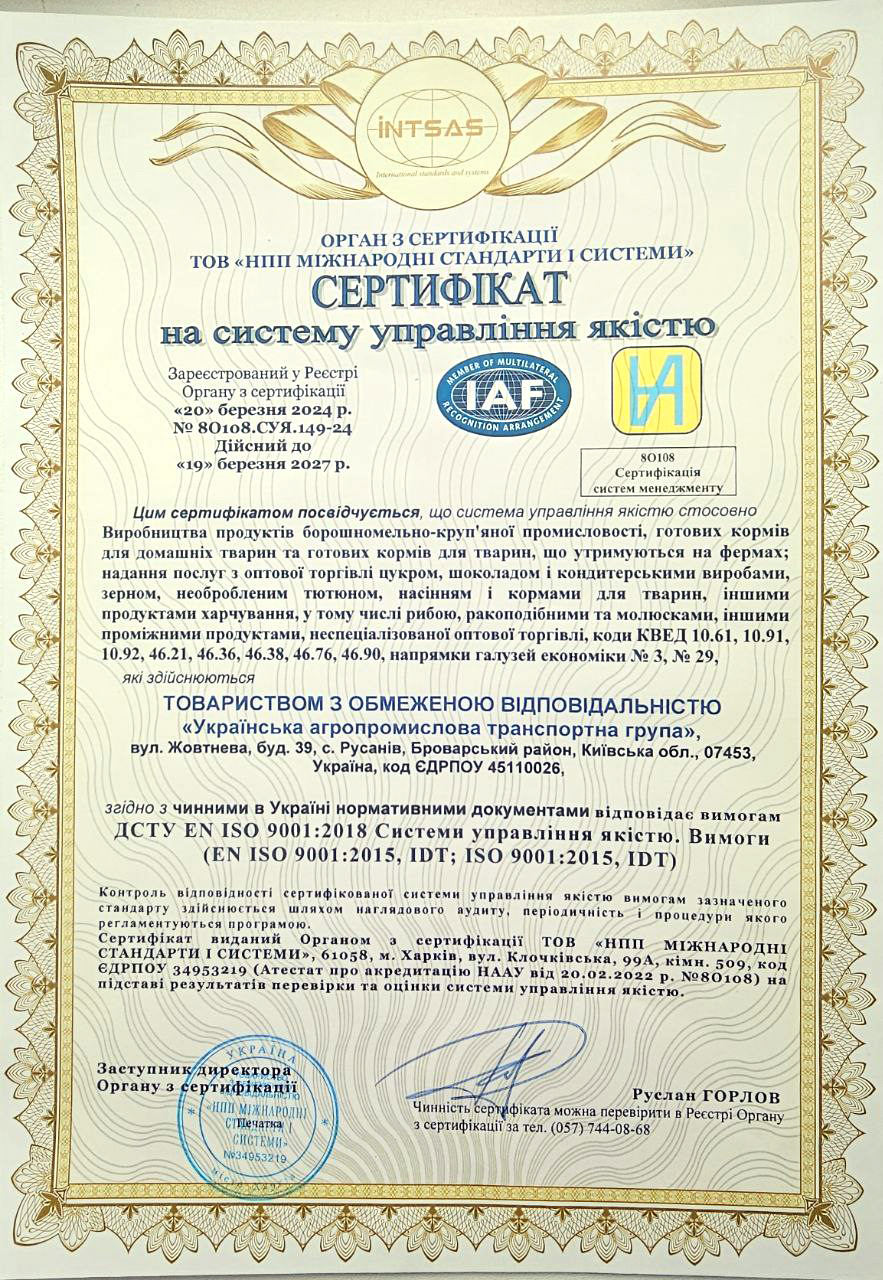 INTSAS
International standards and systems
ОРГАН З СЕРТИФІКАЦІЇ
ТОВ «НПП МІЖНАРОДНІ СТАНДАРТИ І СИСТЕМИ»
СЕРТИФІКАТ
на систему управління якістю
Зареєстрований у Реєстрі
Органу з сертифікації
«20» березня 2024 р.
№ 8О108.СУЯ.149-24
Дійсний до
«19» березня 2027 р.
MEMBER OF MULTILATERAL
IAF
RECOGNITION ARRANGEMENT
8О108
Сертифікація
систем менеджменту
Цим сертифікатом посвідчується, що система управління якістю стосовно
Виробництва продуктів борошномельно-круп'яної промисловості, готових кормів
для домашніх тварин та готових кормів для тварин, що утримуються на фермах;
надання послуг з оптової торгівлі цукром, шоколадом і кондитерськими виробами,
зерном, необробленим тютюном, насінням і кормами для тварин, іншими
продуктами харчування, у тому числі рибою, ракоподібними та молюсками, іншими
проміжними продуктами, неспеціалізованої оптової торгівлі, коди КВЕД 10.61, 10.91,
10.92, 46.21, 46.36, 46.38, 46.76, 46.90, напрямки галузей економіки № 3, № 29,
які здійснюються
ТОВАРИСТВОМ З ОБМЕЖЕНОЮ ВІДПОВІДАЛЬНІСТЮ
«Українська агропромислова транспортна група»,
вул. Жовтнева, буд. 39, с. Русанів, Броварський район, Київська обл., 07453,
Україна, код ЄДРПОУ 45110026,
згідно з чинними в Україні нормативними документами відповідає вимогам
ДСТУ EN ISO 9001:2018 Системи управління якістю. Вимоги
(EN ISO 9001:2015, IDT; ISO 9001:2015, IDT)
Контроль відповідності сертифікованої системи управління якістю вимогам зазначеного
стандарту здійснюється шляхом наглядового аудиту, періодичність і процедури якого
регламентуються програмою.
Сертифікат виданий Органом з сертифікації ТОВ «НПП МІЖНАРОДНІ
СТАНДАРТИ І СИСТЕМИ», 61058, м. Харків, вул. Клочківська, 99А, кімн. 509, код
ЄДРПОУ 34953219 (Атестат про акредитацію НААУ від 20.02.2022 р. №8О108) на
підставі результатів перевірки та оцінки системи управління якістю.
Заступник директора
Органу з сертифікації
УКРАЇНА
«НПП МІЖНАРОДНІ
СТАНДАРТИ І
Печатка
СИСТЕМИ»
№34953219
місто Харків
Руслан ГОРЛОВ
Чинність сертифіката можна перевірити в Реєстрі Органу
з сертифікації за тел. (057) 744-08-68